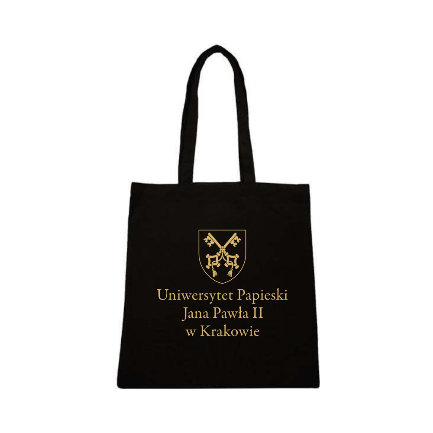 Uniwersytet Papieski
Jana Pawła II
w Krakowie